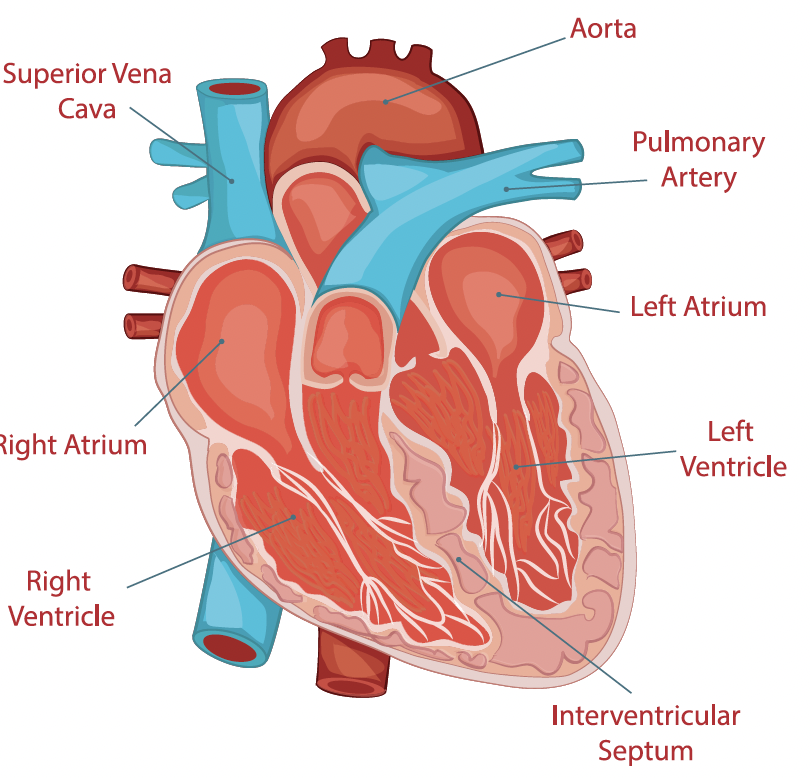 Aorta
Superior Vena
Cava
Pulmonary
Artery
Left Atrium
Right Atrium
Left
Ventricle
Right
Ventricle
Interventricular
Septum